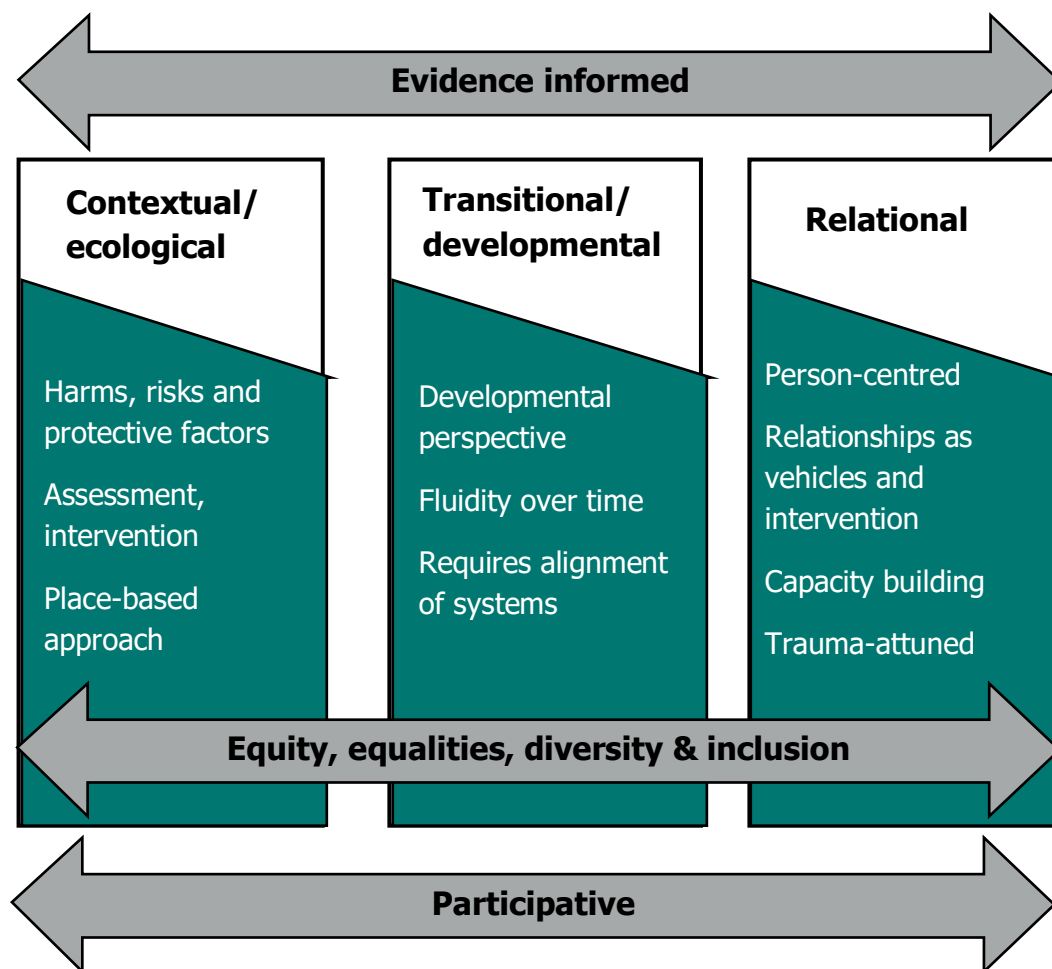 Evidence informed
Contextual/
ecological
Harms, risks and
protective factors
Assessment,
intervention
Place-based
approach
Transitional/
developmental
Developmental
perspective
Fluidity over time
Requires alignment
of systems
Relational
Person-centred
Relationships as
vehicles and
intervention
Capacity building
Trauma-attuned
Equity, equalities, diversity & inclusion
Participative